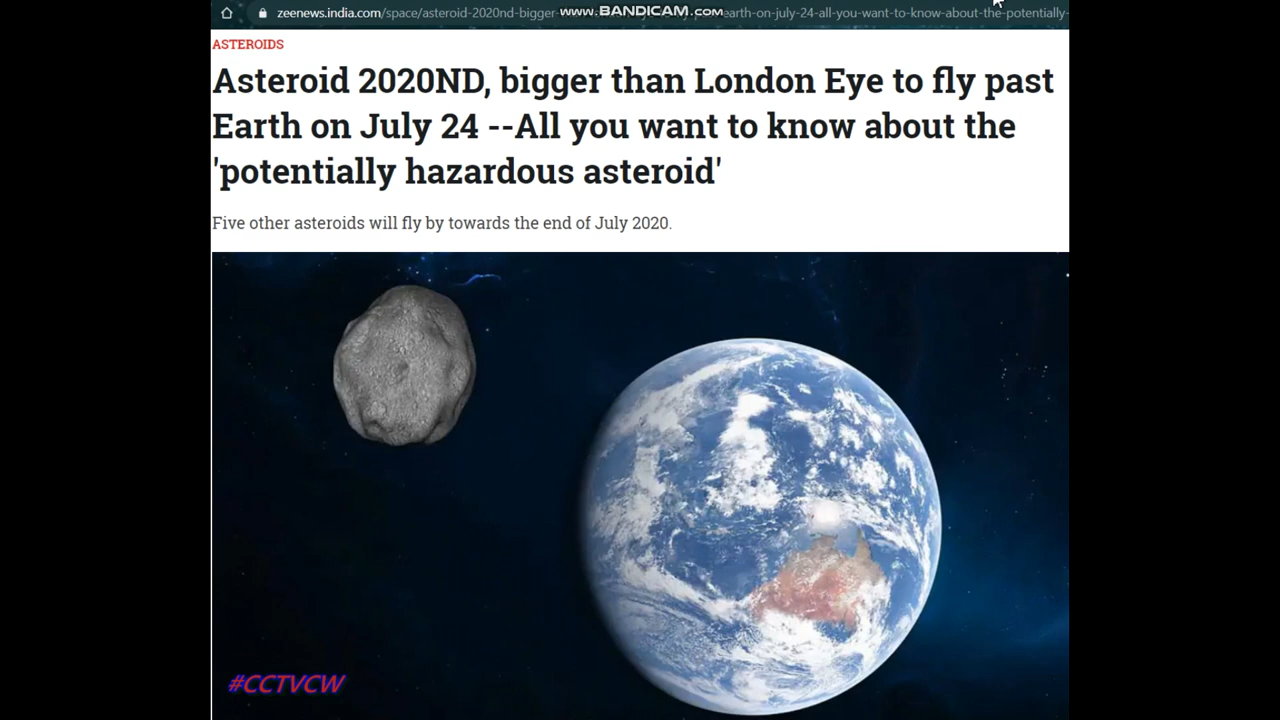 zeenews.india.com/space/asteroid-2020nd-bigger-
www.BANDICAM.com
earth-on-july-24-all-you-want-to-know-about-the-potentially-
ASTEROIDS
Asteroid 2020ND, bigger than London Eye to fly past
Earth on July 24 --All you want to know about the
'potentially hazardous asteroid'
Five other asteroids will fly by towards the end of July 2020.
#CCTVCW